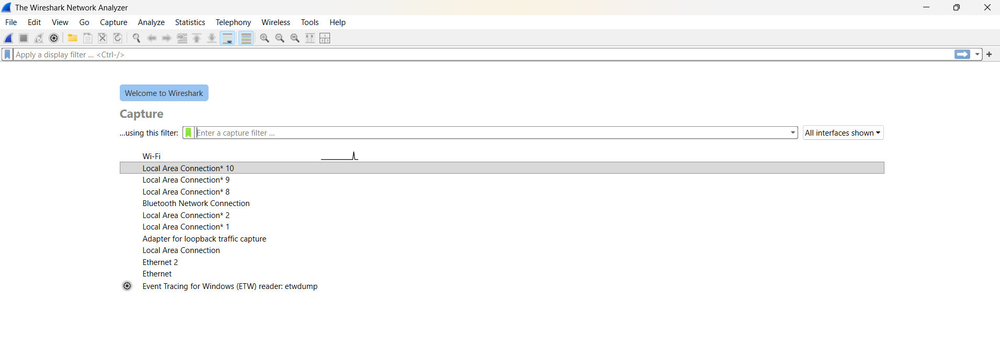 The Wireshark Network Analyzer
File Edit View Go Capture Analyze Statistics Telephony Wireless Tools Help
Apply a display filter ... <Ctrl-/>
Welcome to Wireshark
Capture
...using this filter: Enter a capture filter ... All interfaces shown
Wi-Fi
Local Area Connection* 10
Local Area Connection* 9
Local Area Connection* 8
Bluetooth Network Connection
Local Area Connection* 2
Local Area Connection* 1
Adapter for loopback traffic capture
Local Area Connection
Ethernet 2
Ethernet
Event Tracing for Windows (ETW) reader: etwdump